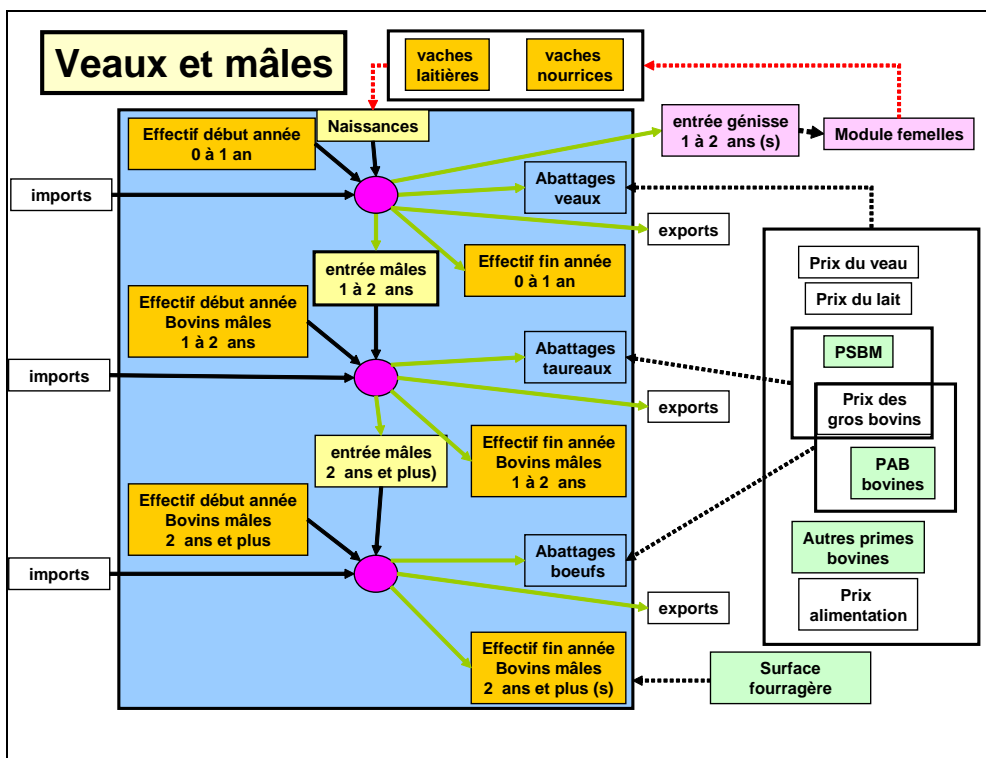 Veaux et mâles
vaches
laitières
vaches
nourrices
Effectif début année
0 à 1 an
Naissances
entrée génisse
1 à 2 ans (s)
Module femelles
imports
Abattages
veaux
exports
entrée mâles
1 à 2 ans
Effectif fin année
0 à 1 an
Prix du veau
Prix du lait
Effectif début année
Bovins mâles
1 à 2 ans
imports
Abattages
taureaux
exports
PSBM
Prix des
gros bovins
PAB
bovines
entrée mâles
2 ans et plus)
Effectif fin année
Bovins mâles
1 à 2 ans
Effectif début année
Bovins mâles
2 ans et plus
imports
Abattages
boeufs
exports
Autres primes
bovines
Prix
alimentation
Effectif fin année
Bovins mâles
2 ans et plus (s)
Surface
fourragère